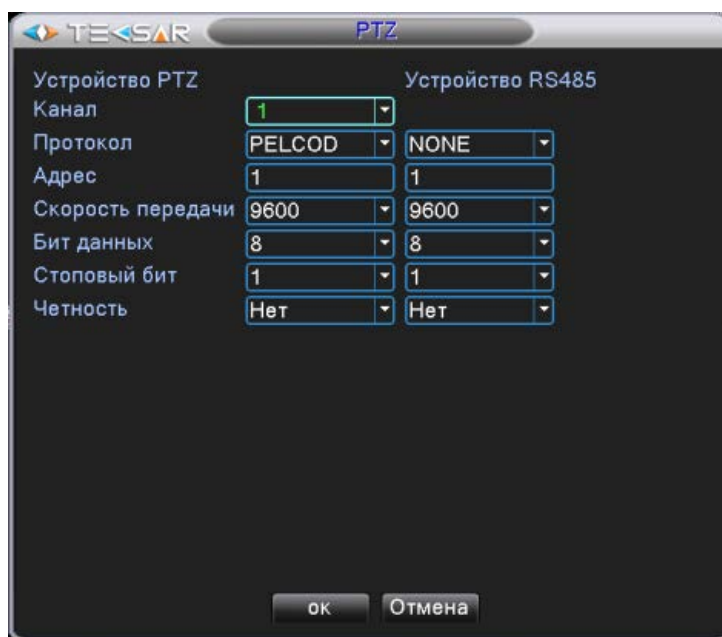 TEKSAR PTZ
Устройство PTZ Устройство RS485
Канал 1
Протокол PELCOD NONE
Адрес 1 1
Скорость передачи 9600 9600
Бит данных 8 8
Стоповый бит 1 1
Четность Нет Нет
ок Отмена